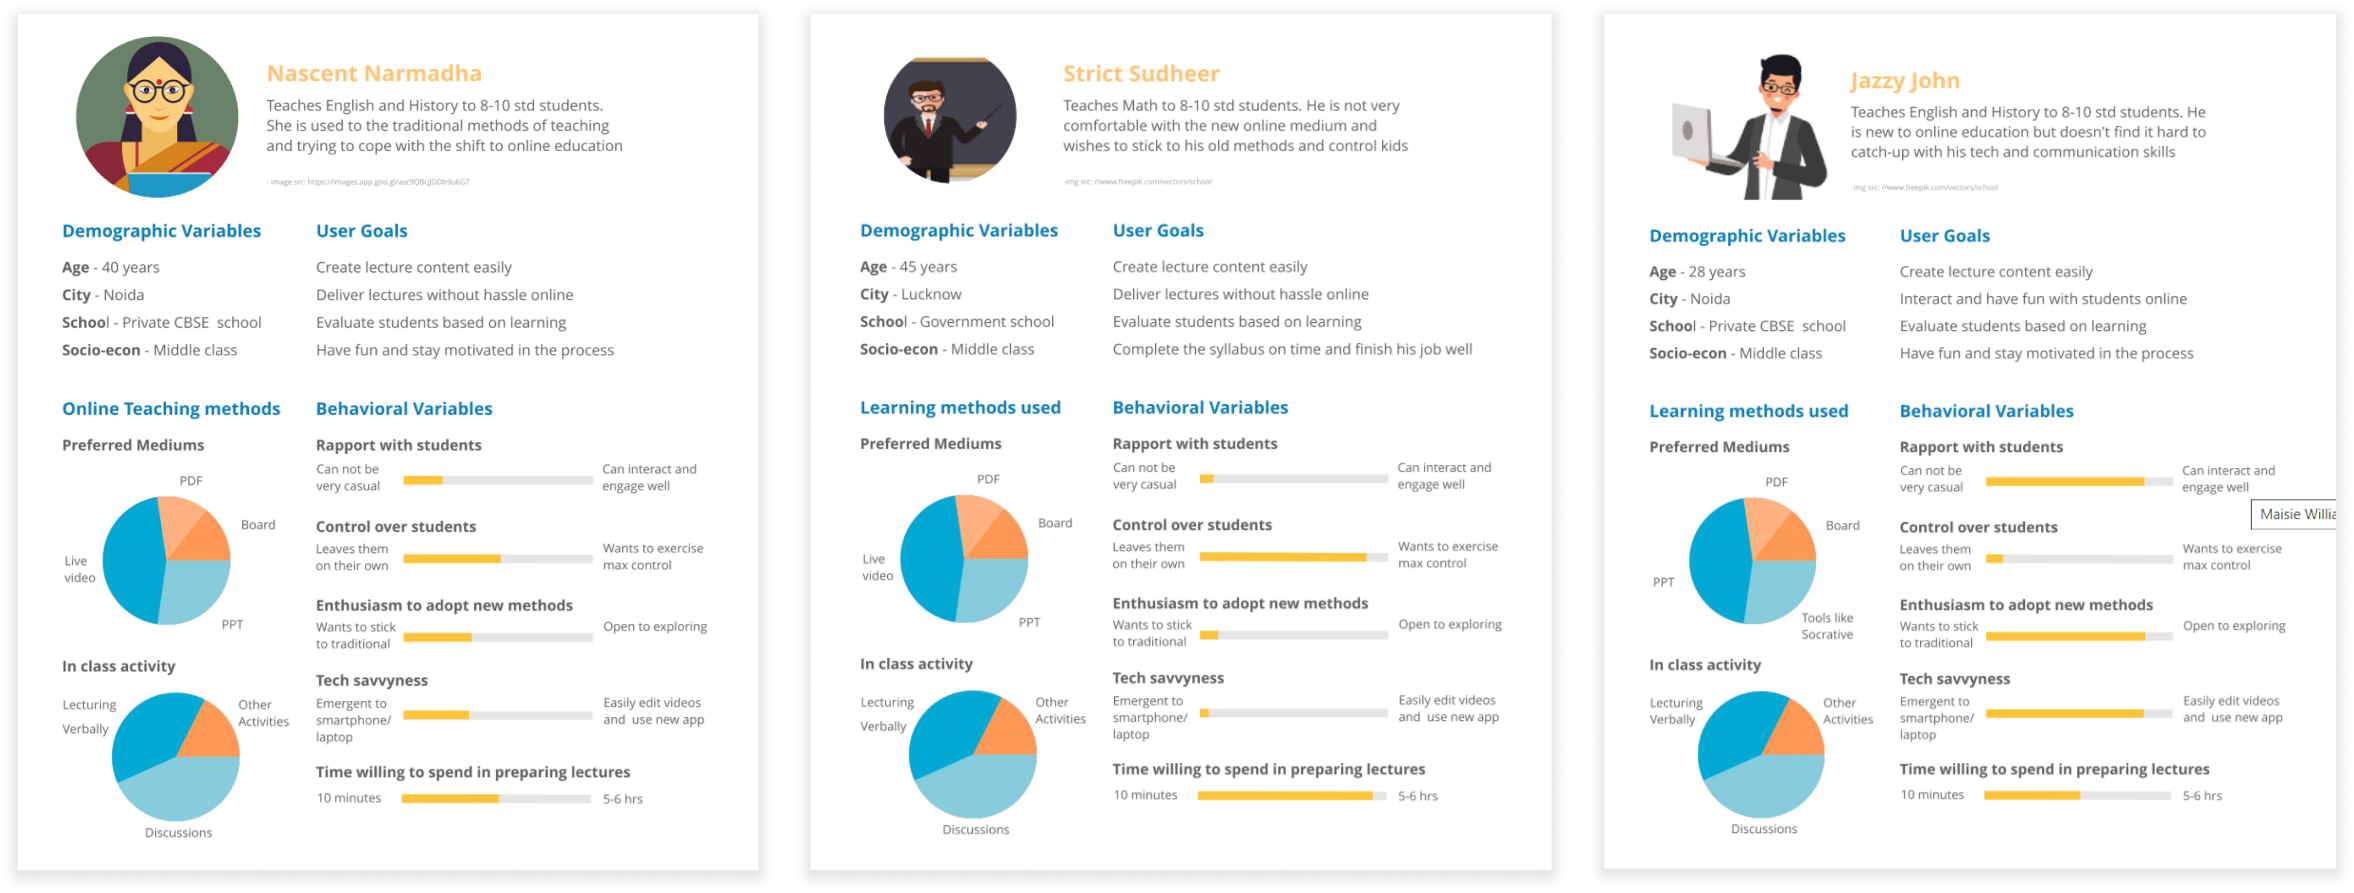 Nascent Narmadha
Teaches English and History to 8-10 std students.
She is used to the traditional methods of teaching
and trying to cope with the shift to online education
Demographic Variables
Age - 40 years
City - Noida
School - Private CBSE school
Socio-econ - Middle class
User Goals
Create lecture content easily
Deliver lectures without hassle online
Evaluate students based on learning
Have fun and stay motivated in the process
Online Teaching methods
Preferred Mediums
PDF
Board
Live
video
PPT
In class activity
Lecturing
Verbally
Other
Activities
Discussions
Behavioral Variables
Rapport with students
Can not be
very casual
Can interact and
engage well
Control over students
Leaves them
on their own
Wants to exercise
max control
Enthusiasm to adopt new methods
Wants to stick
to traditional
Open to exploring
Tech savvyness
Emergent to
smartphone/
laptop
Easily edit videos
and use new app
Time willing to spend in preparing lectures
10 minutes
5-6 hrs
Strict Sudheer
Teaches Math to 8-10 std students. He is not very
comfortable with the new online medium and
wishes to stick to his old methods and control kids
-img src: //www.freepik.com/vectors/school
Demographic Variables
Age - 45 years
City - Lucknow
School - Government school
Socio-econ - Middle class
User Goals
Create lecture content easily
Deliver lectures without hassle online
Evaluate students based on learning
Complete the syllabus on time and finish his job well
Learning methods used
Preferred Mediums
PDF
Board
Live
video
PPT
In class activity
Lecturing
Verbally
Other
Activities
Discussions
Behavioral Variables
Rapport with students
Can not be
very casual
Can interact and
engage well
Control over students
Leaves them
on their own
Wants to exercise
max control
Enthusiasm to adopt new methods
Wants to stick
to traditional
Open to exploring
Tech savvyness
Emergent to
smartphone/
laptop
Easily edit videos
and use new app
Time willing to spend in preparing lectures
10 minutes
5-6 hrs
Jazzy John
Teaches English and History to 8-10 std students. He
is new to online education but doesn't find it hard to
catch-up with his tech and communication skills
-img src: //www.freepik.com/vectors/school
Demographic Variables
Age - 28 years
City - Noida
School - Private CBSE school
Socio-econ - Middle class
User Goals
Create lecture content easily
Interact and have fun with students online
Evaluate students based on learning
Have fun and stay motivated in the process
Learning methods used
Preferred Mediums
PDF
Board
PPT
Tools like
Socrative
In class activity
Lecturing
Verbally
Other
Activities
Discussions
Behavioral Variables
Rapport with students
Can not be
very casual
Can interact and
engage well
Maisie Willia
Control over students
Leaves them
on their own
Wants to exercise
max control
Enthusiasm to adopt new methods
Wants to stick
to traditional
Open to exploring
Tech savvyness
Emergent to
smartphone/
laptop
Easily edit videos
and use new app
Time willing to spend in preparing lectures
10 minutes
5-6 hrs